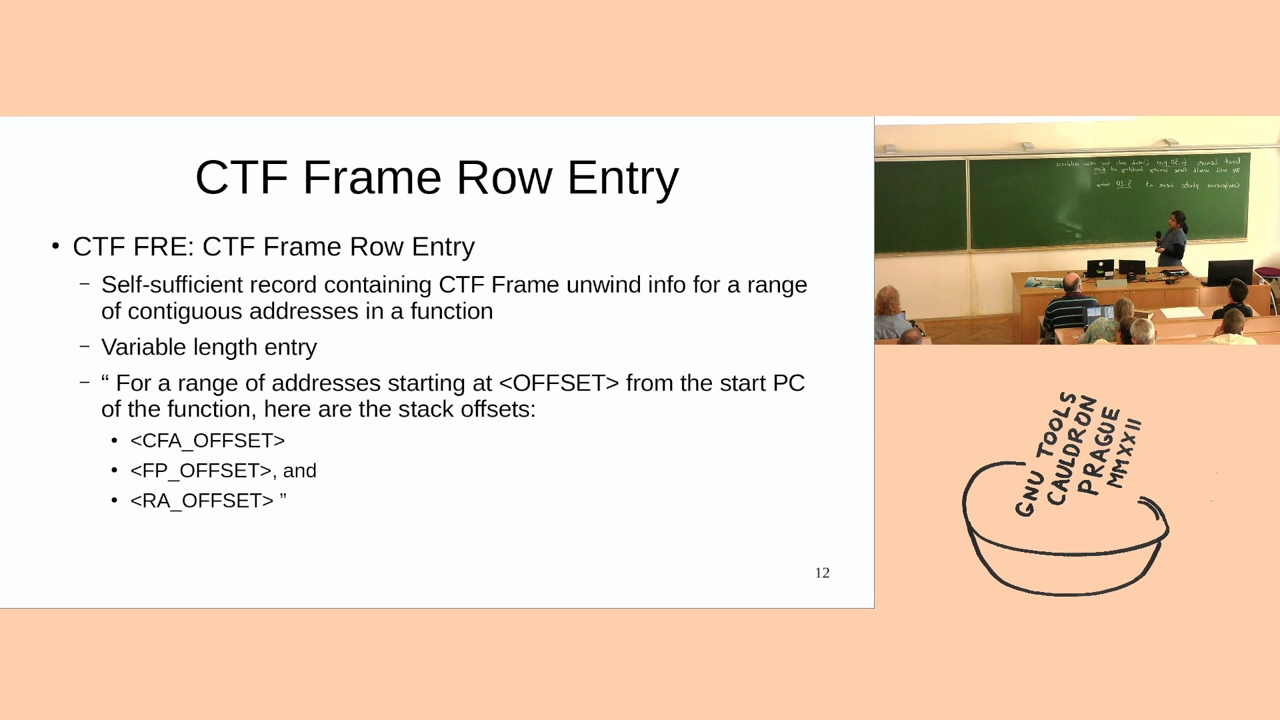 CTF Frame Row Entry
• CTF FRE: CTF Frame Row Entry
– Self-sufficient record containing CTF Frame unwind info for a range
of contiguous addresses in a function
– Variable length entry
– “ For a range of addresses starting at <OFFSET> from the start PC
of the function, here are the stack offsets:
• <CFA_OFFSET>
• <FP_OFFSET>, and
• <RA_OFFSET> ”
12
GNU TOOLS
CAULDRON
PRAGUE
MMXXII